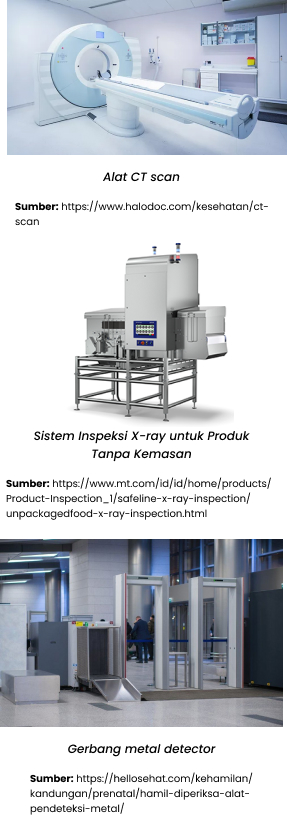 Alat CT scan
Sumber: https://www.halodoc.com/kesehatan/ct-
scan
Sistem Inspeksi X-ray untuk Produk
Tanpa Kemasan
Sumber: https://www.mt.com/id/id/home/products/
Product-Inspection_1/safeline-x-ray-inspection/
unpackagedfood-x-ray-inspection.html
Gerbang metal detector
Sumber: https://hellosehat.com/kehamilan/
kandungan/prenatal/hamil-diperiksa-alat-
pendeteksi-metal/